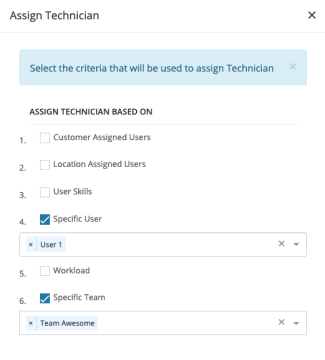 Assign Technician ×
Select the criteria that will be used to assign Technician ×
ASSIGN TECHNICIAN BASED ON
1. Customer Assigned Users
2. Location Assigned Users
3. User Skills
4. Specific User
× User 1 ×
5. Workload
6. Specific Team
× Team Awesome ×